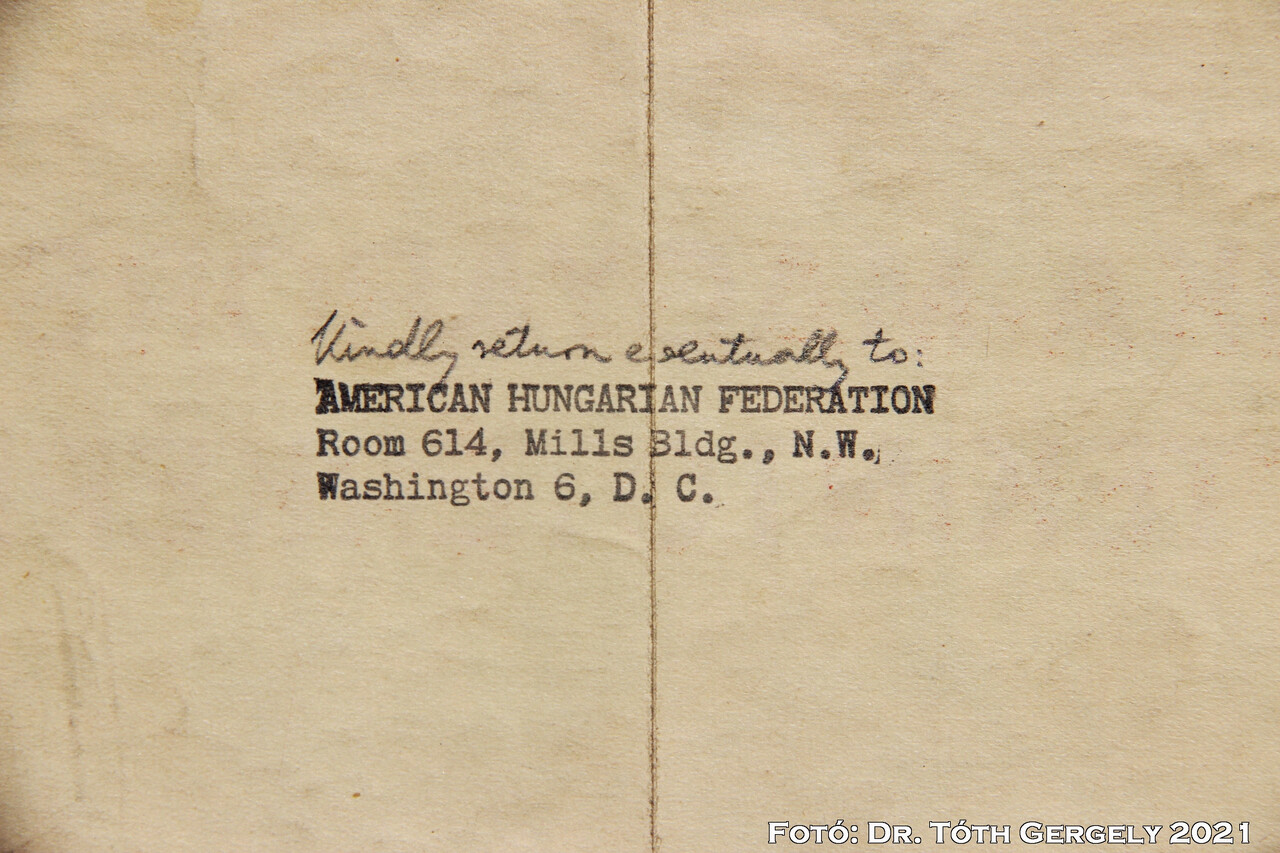 Kindly return eventually to:
AMERICAN HUNGARIAN FEDERATION
Room 614, Mills Bldg., N.W.,
Washington 6, D. C.
FOTÓ: DR. TÓTH GERGELY 2021